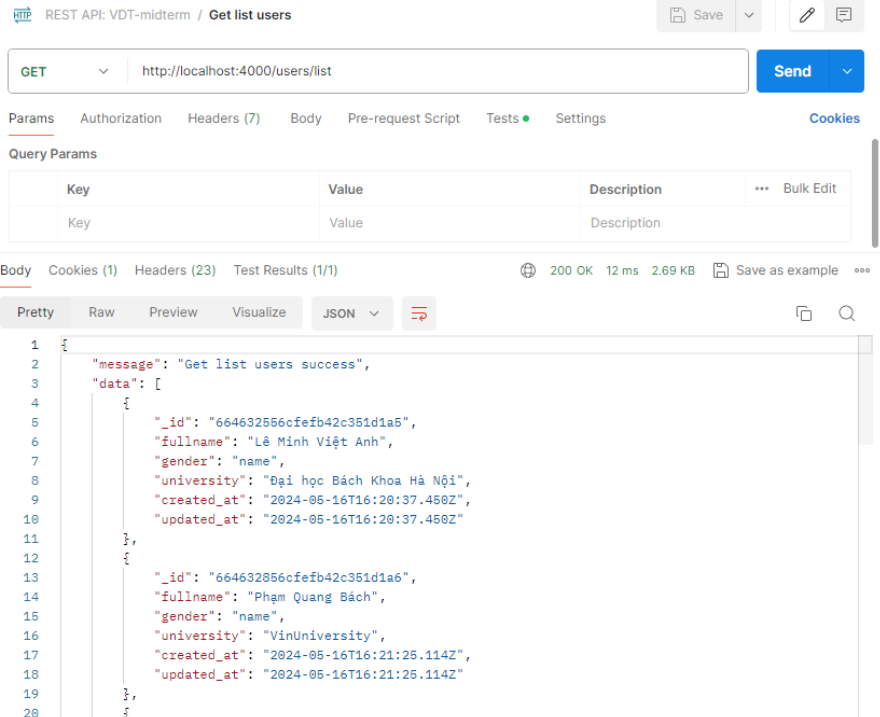 HTTP REST API: VDT-midterm / Get list users Save
GET http://localhost:4000/users/list Send
Params Authorization Headers (7) Body Pre-request Script Tests Settings Cookies
Query Params
Key Value Description Bulk Edit
Key Value Description
Body Cookies (1) Headers (23) Test Results (1/1) 200 OK 12 ms 2.69 KB Save as example
Pretty Raw Preview Visualize JSON
1 {
2 "message": "Get list users success",
3 "data": [
4 {
5 "_id": "664632556cfefb42c351d1a5",
6 "fullname": "Lê Minh Việt Anh",
7 "gender": "name",
8 "university": "Đại học Bách Khoa Hà Nội",
9 "created_at": "2024-05-16T16:20:37.450Z",
10 "updated_at": "2024-05-16T16:20:37.450Z"
11 },
12 {
13 "_id": "664632856cfefb42c351d1a6",
14 "fullname": "Phạm Quang Bách",
15 "gender": "name",
16 "university": "VinUniversity",
17 "created_at": "2024-05-16T16:21:25.114Z",
18 "updated_at": "2024-05-16T16:21:25.114Z"
19 },
20 {